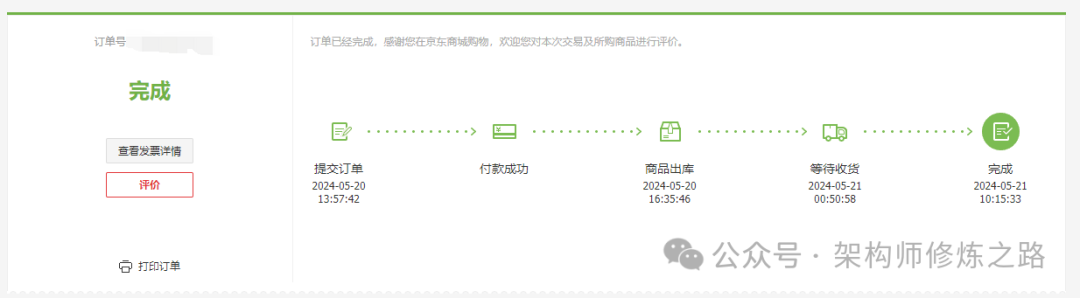 订单号
完成
查看发票详情
评价
打印订单
订单已经完成，感谢您在京东商城购物，欢迎您对本次交易及所购商品进行评价。
提交订单
2024-05-20
13:57:42
付款成功
商品出库
2024-05-20
16:35:46
等待收货
2024-05-21
00:50:58
完成
2024-05-21
10:15:33
公众号 · 架构师修炼之路